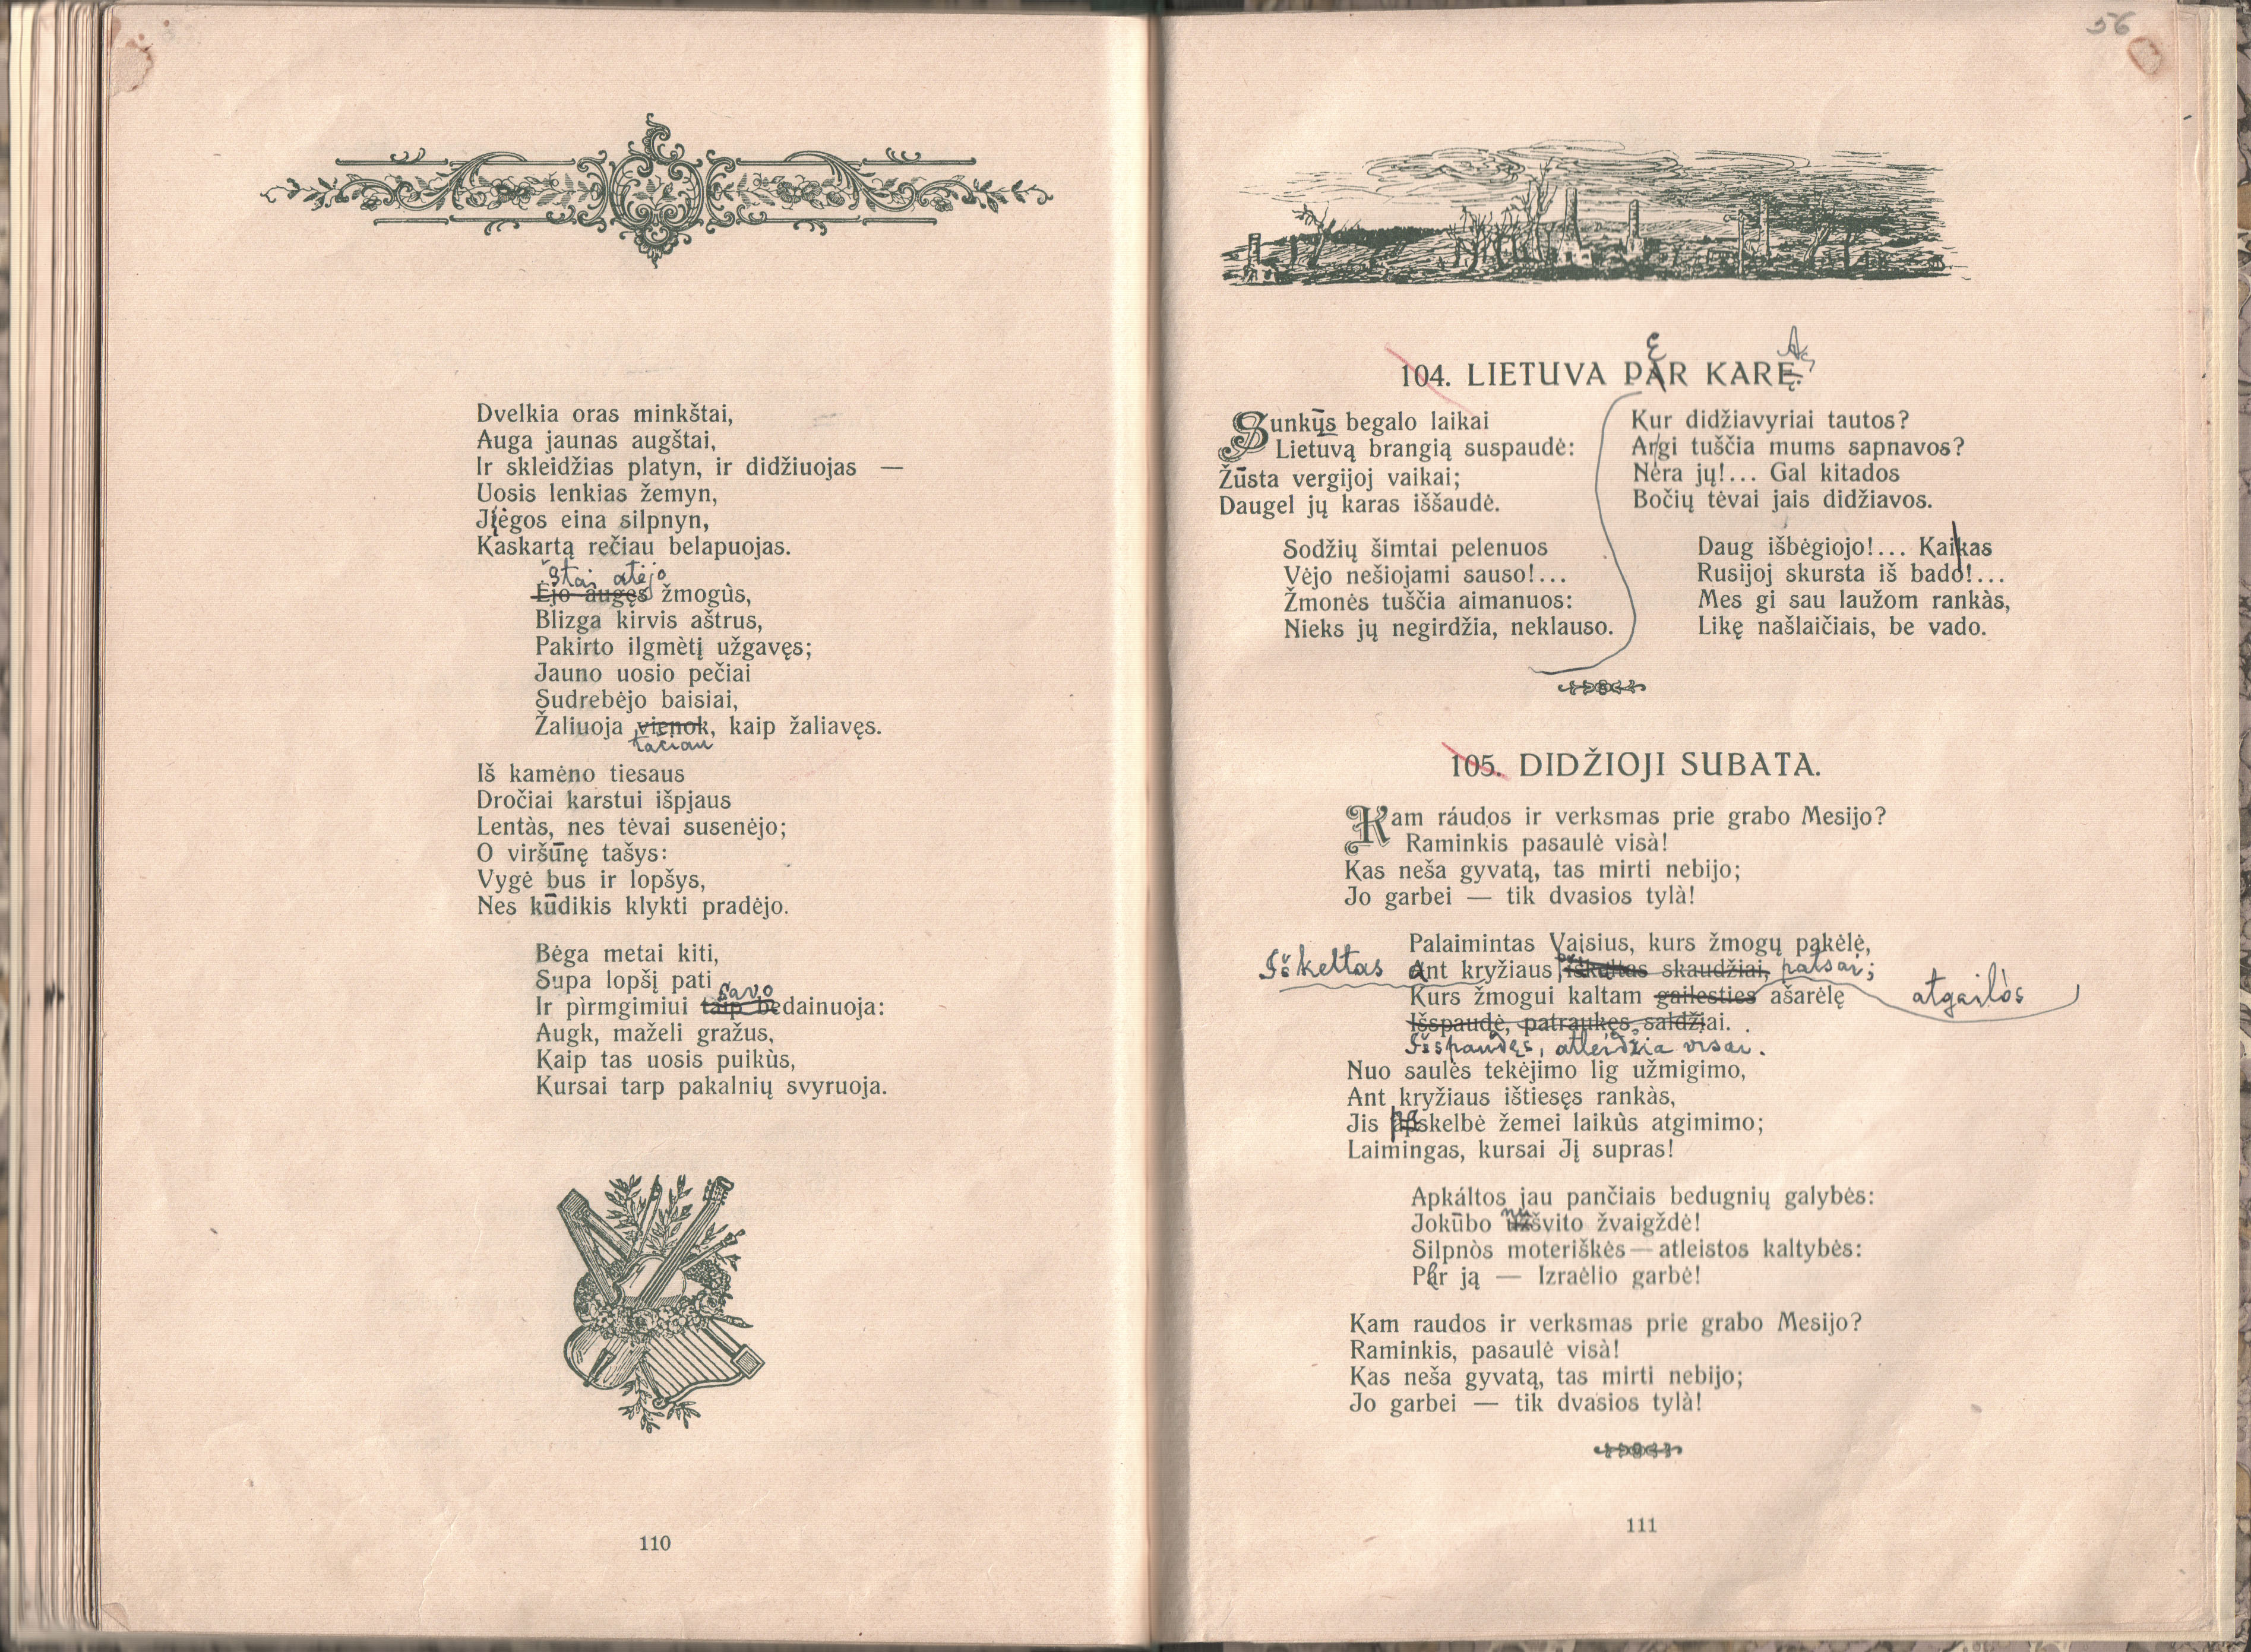 Dvelkia oras minkštai,
Auga jaunas augštai,
Ir skleidžias platyn, ir didžiuojas —
Uosis lenkias žemyn,
Jiėgos eina silpnyn,
Kaskartą rečiau belapuojas.
Štai atėjo
Ėjo augęs žmogùs,
Blizga kirvis aštrus,
Pakirto ilgmètį užgavęs;
Jauno uosio pečiai
Sudrebėjo baisiai,
Žaliuoja vienok, kaip žaliavęs.
tačiau
Iš kamėno tiesaus
Dročiai karstui išpjaus
Lentàs, nes tėvai susenėjo;
O viršūnę tašys:
Vygė bus ir lopšys,
Nes kūdikis klykti pradėjo.
Bėga metai kiti,
Supa lopšį pati
savo
Ir pìrmgimiui taip bedainuoja:
Augk, maželi gražus,
Kaip tas uosis puikùs,
Kursai tarp pakalnių svyruoja.
110
56
E A
104. LIETUVA PAR KARĘ.
Sunkūs begalo laikai
Lietuvą brangią suspaudė:
Žūsta vergijoj vaikai;
Daugel jų karas iššaudė.
Sodžių šimtai pelenuos
Vėjo nešiojami sauso!...
Žmonės tuščia aimanuos:
Nieks jų negirdžia, neklauso.
Kur didžiavyriai tautos?
Argi tuščia mums sapnavos?
Nėra jų!... Gal kitados
Bočių tėvai jais didžiavos.
Daug išbėgiojo!... Kaikas
Rusijoj skursta iš bado!...
Mes gi sau laužom rankàs,
Likę našlaičiais, be vado.
105. DIDŽIOJI SUBATA.
Kam ráudos ir verksmas prie grabo Mesijo?
Raminkis pasaulė visà!
Kas neša gyvatą, tas mirti nebijo;
Jo garbei — tik dvasios tylà!
Palaimintas Vaisius, kurs žmogų pakėlė,
Iškeltas Ant kryžiaus iškeltas skaudžiai, patsai;
Kurs žmogui kaltam gailesties ašarėlę atgailòs
Išspaudė, patraukęs saldžiai.
Išspaudęs, atleidžia visai.
Nuo saulės tekėjimo lig užmigimo,
Ant kryžiaus ištiesęs rankàs,
Jis apskelbė žemei laikùs atgimimo;
Laimingas, kursai Jį supras!
Apkáltos jau pančiais bedugnių galybės:
nu
Jokūbo užšvito žvaigždė!
Silpnòs moteriškės — atleistos kaltybės:
Par ją — Izraėlio garbė!
Kam raudos ir verksmas prie grabo Mesijo?
Raminkis, pasaulė visà!
Kas neša gyvatą, tas mirti nebijo;
Jo garbei — tik dvasios tylà!
111